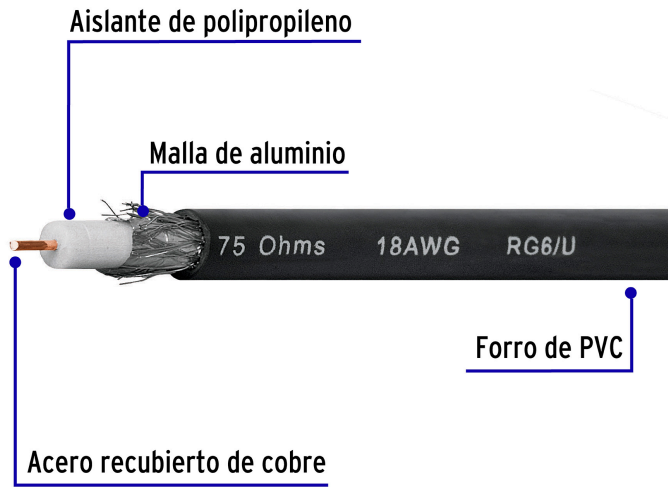 Aislante de polipropileno
Malla de aluminio
75 Ohms 18AWG RG6/U
Forro de PVC
Acero recubierto de cobre